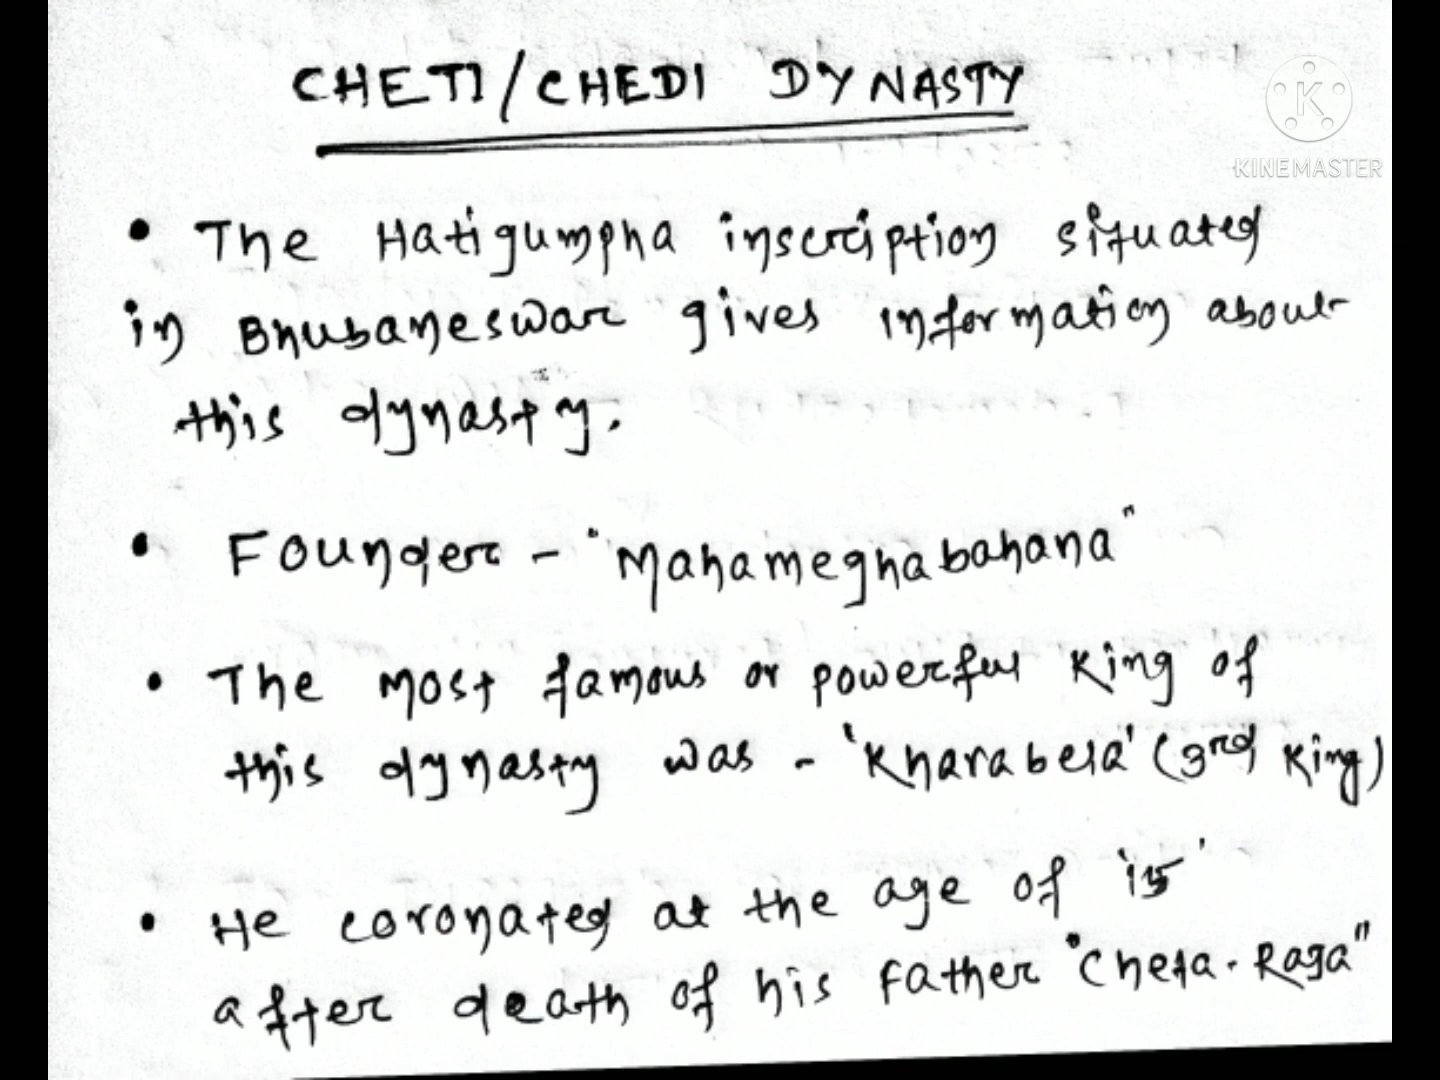 CHETI/CHEDI DYNASTY
K
KINEMASTER
• The Hatigumpha inscription situated
in Bhubaneswar gives information about
this dynasty.
• Founder - "Mahameghabahana"
• The most famous or powerful king of
this dynasty was - 'Kharabela' (3rd king)
• He coronated at the age of '15'
after death of his father "Cheta-Raja"